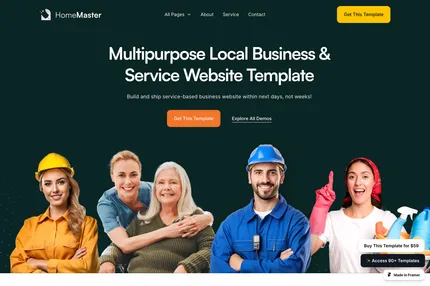 HomeMaster
All Pages
About
Service
Contact
Get This Template
Multipurpose Local Business &
Service Website Template
Build and ship service-based business website within next days, not weeks!
Get This Template
Explore All Demos
Buy This Template for $59
Access 90+ Templates
Made in Framer